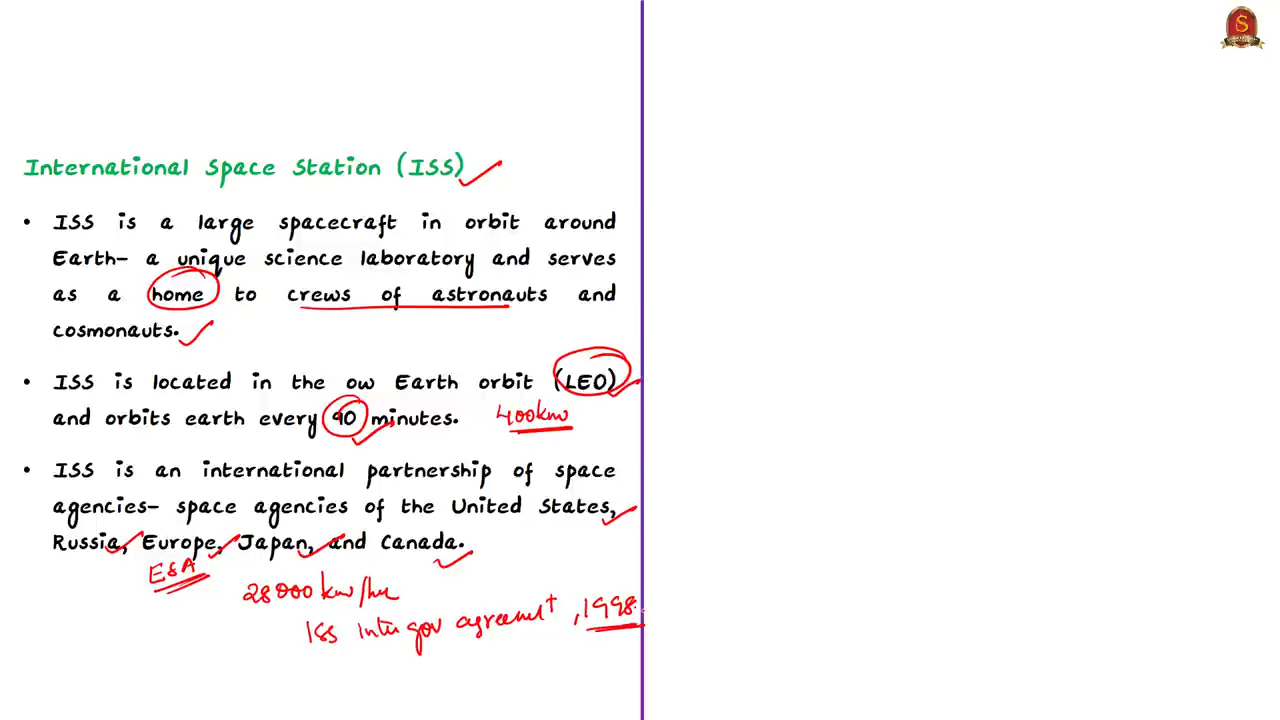 International Space Station (ISS)
• ISS is a large spacecraft in orbit around
Earth- a unique science laboratory and serves
as a home to crews of astronauts and
cosmonauts.
• ISS is located in the ow Earth orbit (LEO)
and orbits earth every 90 minutes. 400km
• ISS is an international partnership of space
agencies- space agencies of the United States,
Russia, Europe, Japan, and Canada.
ESA
28000 km/hr
ISS Inter gov agreement, 1998.
S